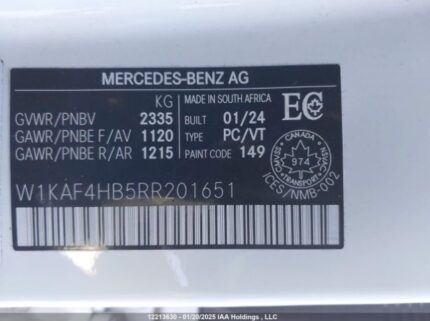 MERCEDES-BENZ AG
KG MADE IN SOUTH AFRICA EC
GVWR/PNBV 2335 BUILT 01/24
GAWR/PNBE F/AV 1120 TYPE PC/VT
GAWR/PNBE R/AR 1215 PAINT CODE 149
CANADA
974
TRANSPORT
ICES/NMB-002
W1KAF4HB5RR201651
12213630 - 01/20/2025 IAA Holdings , LLC